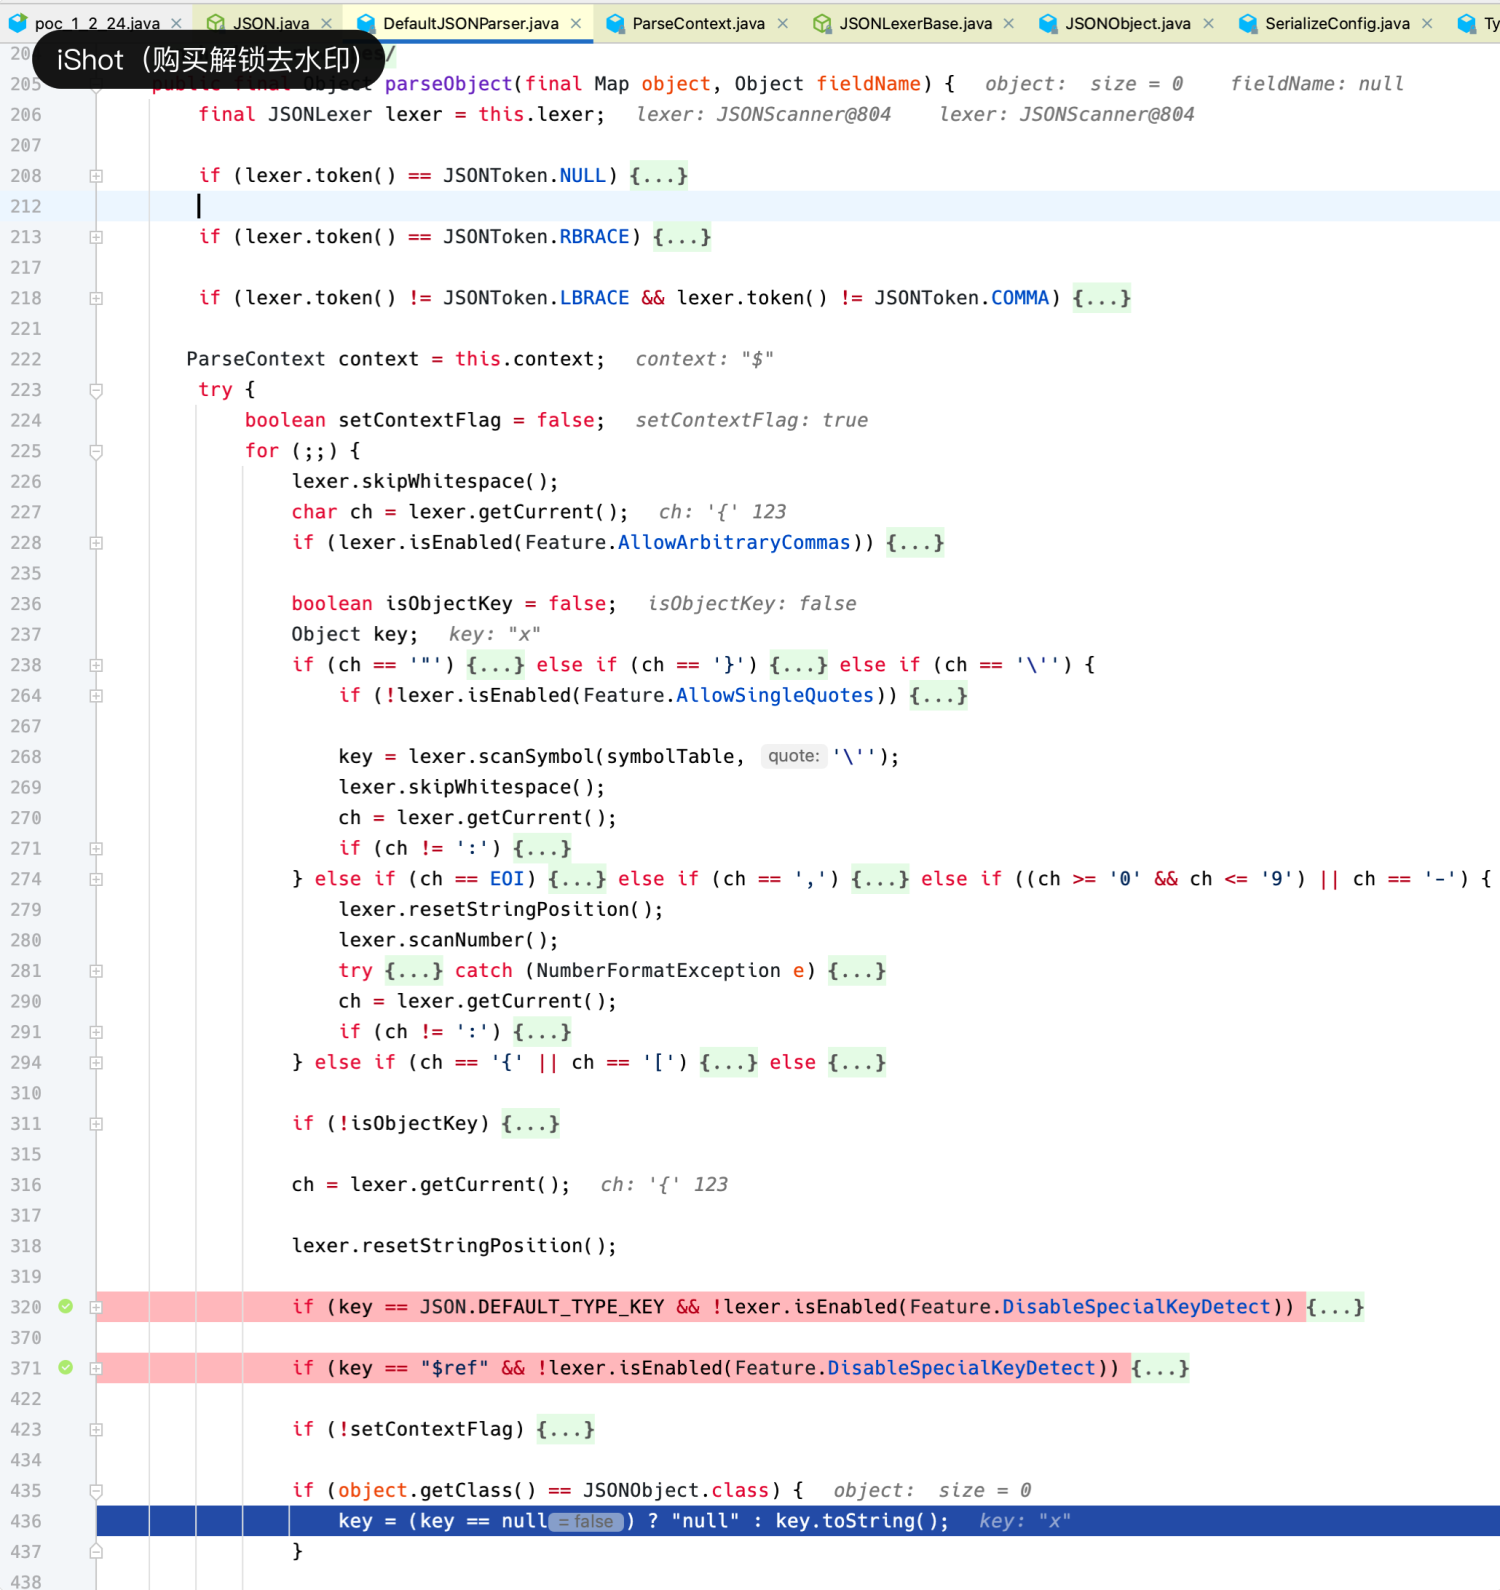 poc_1_2_24.java × JSON.java × DefaultJSONParser.java × ParseContext.java × JSONLexerBase.java × JSONObject.java × SerializeConfig.java × Ty
iShot（购买解锁去水印）
205 public final Object parseObject(final Map object, Object fieldName) { object: size = 0 fieldName: null
206 final JSONLexer lexer = this.lexer; lexer: JSONScanner@804 lexer: JSONScanner@804
207
208 if (lexer.token() == JSONToken.NULL) {...}
212
213 if (lexer.token() == JSONToken.RBRACE) {...}
217
218 if (lexer.token() != JSONToken.LBRACE && lexer.token() != JSONToken.COMMA) {...}
221
222 ParseContext context = this.context; context: "$"
223 try {
224 boolean setContextFlag = false; setContextFlag: true
225 for (;;) {
226 lexer.skipWhitespace();
227 char ch = lexer.getCurrent(); ch: '{' 123
228 if (lexer.isEnabled(Feature.AllowArbitraryCommas)) {...}
235
236 boolean isObjectKey = false; isObjectKey: false
237 Object key; key: "x"
238 if (ch == '"') {...} else if (ch == '}') {...} else if (ch == '\'') {
264 if (!lexer.isEnabled(Feature.AllowSingleQuotes)) {...}
267
268 key = lexer.scanSymbol(symbolTable, quote: '\'');
269 lexer.skipWhitespace();
270 ch = lexer.getCurrent();
271 if (ch != ':') {...}
274 } else if (ch == EOI) {...} else if (ch == ',') {...} else if ((ch >= '0' && ch <= '9') || ch == '-') {
279 lexer.resetStringPosition();
280 lexer.scanNumber();
281 try {...} catch (NumberFormatException e) {...}
290 ch = lexer.getCurrent();
291 if (ch != ':') {...}
294 } else if (ch == '{' || ch == '[') {...} else {...}
310
311 if (!isObjectKey) {...}
315
316 ch = lexer.getCurrent(); ch: '{' 123
317
318 lexer.resetStringPosition();
319
320 if (key == JSON.DEFAULT_TYPE_KEY && !lexer.isEnabled(Feature.DisableSpecialKeyDetect)) {...}
370
371 if (key == "$ref" && !lexer.isEnabled(Feature.DisableSpecialKeyDetect)) {...}
422
423 if (!setContextFlag) {...}
434
435 if (object.getClass() == JSONObject.class) { object: size = 0
436 key = (key == null = false ) ? "null" : key.toString(); key: "x"
437 }
438